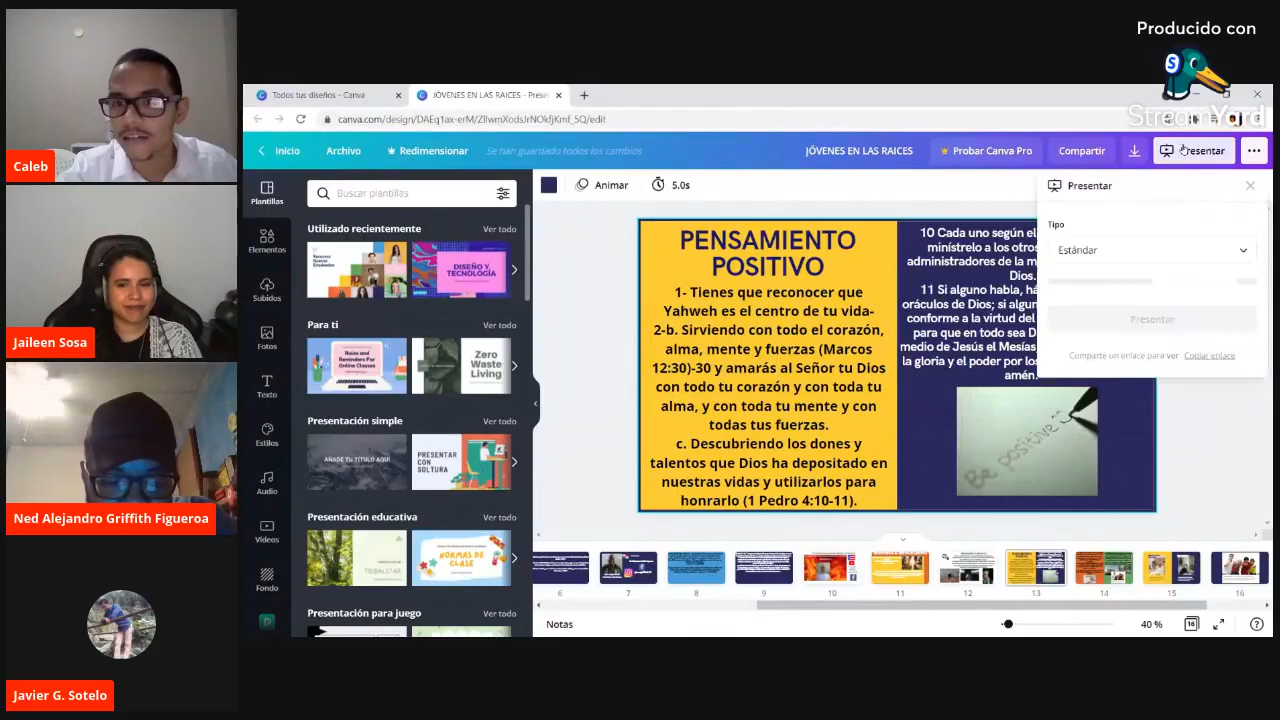 Producido con
StreamYard
Caleb
Jaileen Sosa
Ned Alejandro Griffith Figueroa
Javier G. Sotelo
Todos tus diseños - Canva
JÓVENES EN LAS RAICES - Prese
canva.com/design/DAEq1ax-erM/ZIlwmXodsJrNOkfjKmf_5Q/edit
Inicio
Archivo
Redimensionar
Se han guardado todos los cambios
JÓVENES EN LAS RAICES
Probar Canva Pro
Compartir
Presentar
Plantillas
Elementos
Subidos
Fotos
Texto
Estilos
Audio
Vídeos
Fondo
Buscar plantillas
Utilizado recientemente
Ver todo
DISEÑO Y
TECNOLOGÍA
Para ti
Ver todo
Rules and
Reminders For
Online Classes
Zero
Waste
Living
Presentación simple
Ver todo
AÑADE TU TÍTULO AQUÍ
PRESENTAR
CON
SOLTURA
Presentación educativa
Ver todo
TRIBALSTAR
NORMAS DE
CLASE
Presentación para juego
Ver todo
Animar
5.0s
PENSAMIENTO
POSITIVO
1- Tienes que reconocer que
Yahweh es el centro de tu vida-
2-b. Sirviendo con todo el corazón,
alma, mente y fuerzas (Marcos
12:30)-30 y amarás al Señor tu Dios
con todo tu corazón y con toda tu
alma, y con toda tu mente y con
todas tus fuerzas.
c. Descubriendo los dones y
talentos que Dios ha depositado en
nuestras vidas y utilizarlos para
honrarlo (1 Pedro 4:10-11).
10 Cada uno según el
minístrelo a los otros
administradores de la m
Dios.
11 Si alguno habla, há
oráculos de Dios; si algun
conforme a la virtud del
para que en todo sea D
medio de Jesús el Mesías
la gloria y el poder por los
amén.
Be positive
Presentar
Tipo
Estándar
Presentar
Comparte un enlace para ver
Copiar enlace
6
7
8
9
10
11
12
13
14
15
16
Notas
40 %
16